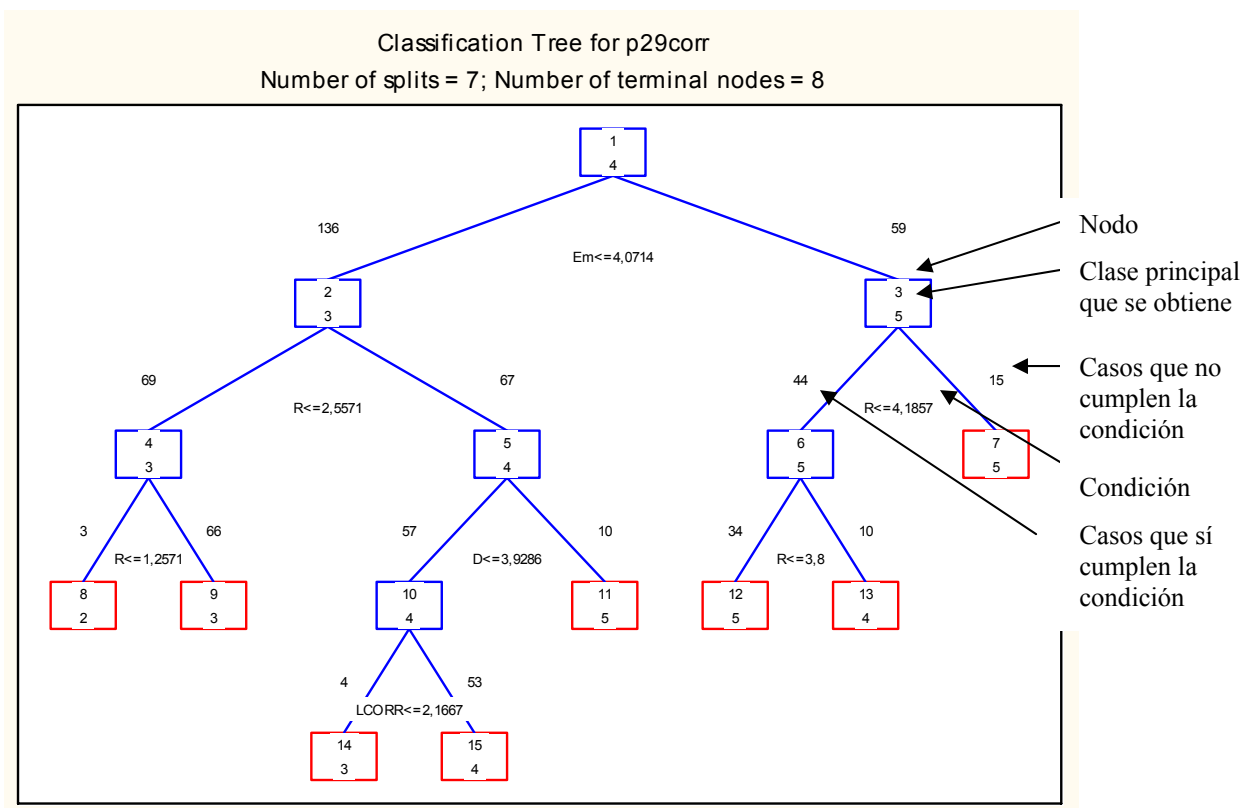 Classification Tree for p29corr
Number of splits = 7; Number of terminal nodes = 8
1
4
136
59
Em<=4,0714
2
3
3
5
69
67
44
15
R<=2,5571
R<=4,1857
4
3
5
4
6
5
7
5
3
66
57
10
34
10
R<=1,2571
D<=3,9286
R<=3,8
8
2
9
3
10
4
11
5
12
5
13
4
4
53
LCORR<=2,1667
14
3
15
4
Nodo
Clase principal
que se obtiene
Casos que no
cumplen la
condición
Condición
Casos que sí
cumplen la
condición